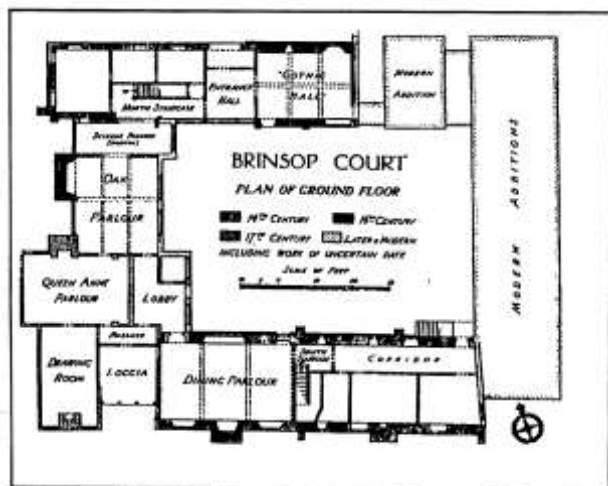 "GOTHIC
HALL"
ENTRANCE
HALL
NORTH STAIRCASE
MODERN
ADDITION
MODERN ADDITIONS
OAK
PARLOUR
BRINSOP COURT
PLAN OF GROUND FLOOR
14TH CENTURY
16TH CENTURY
17TH CENTURY
LATER & MODERN
INCLUDING WORK OF UNCERTAIN DATE
SCALE OF FEET
QUEEN ANNE
PARLOUR
LOBBY
PASSAGE
DRAWING
ROOM
LOGGIA
DINING PARLOUR
SOUTH
CORRIDOR